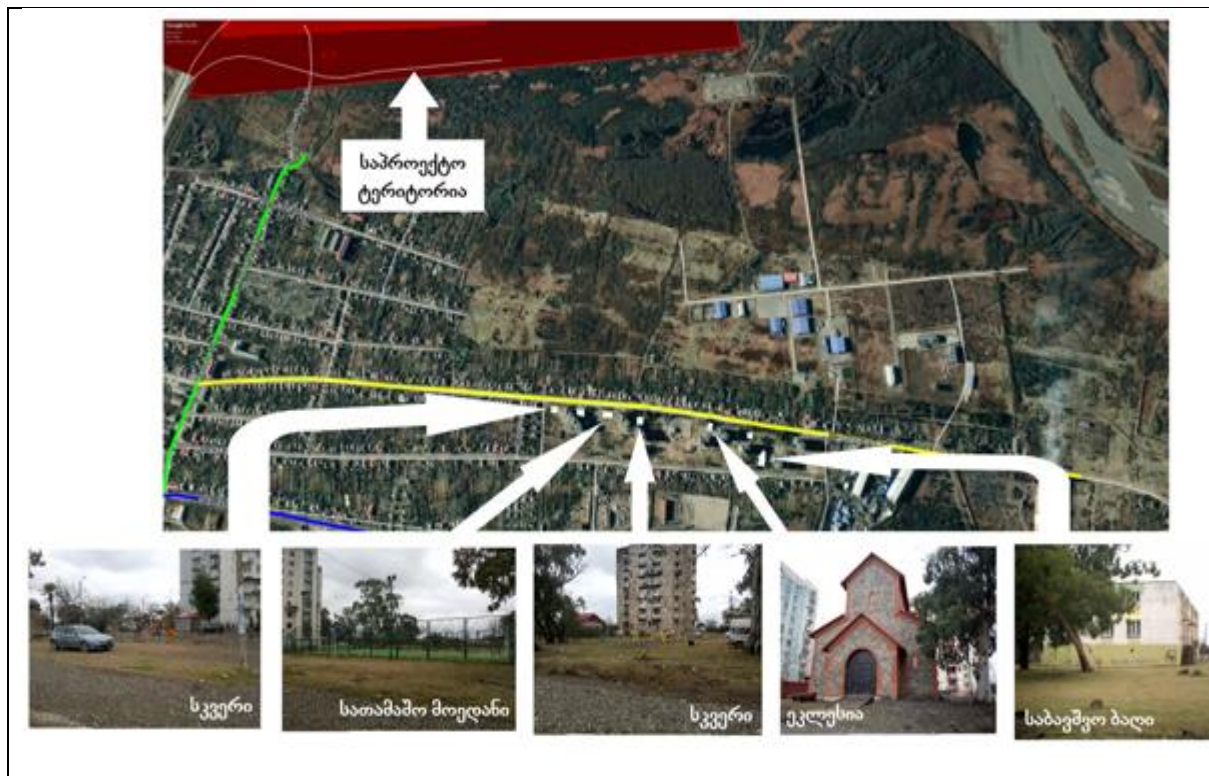 საპროექტო
ტერიტორია
სკვერი
სათამაშო მოედანი
სკვერი
ეკლესია
საბავშვო ბაღი